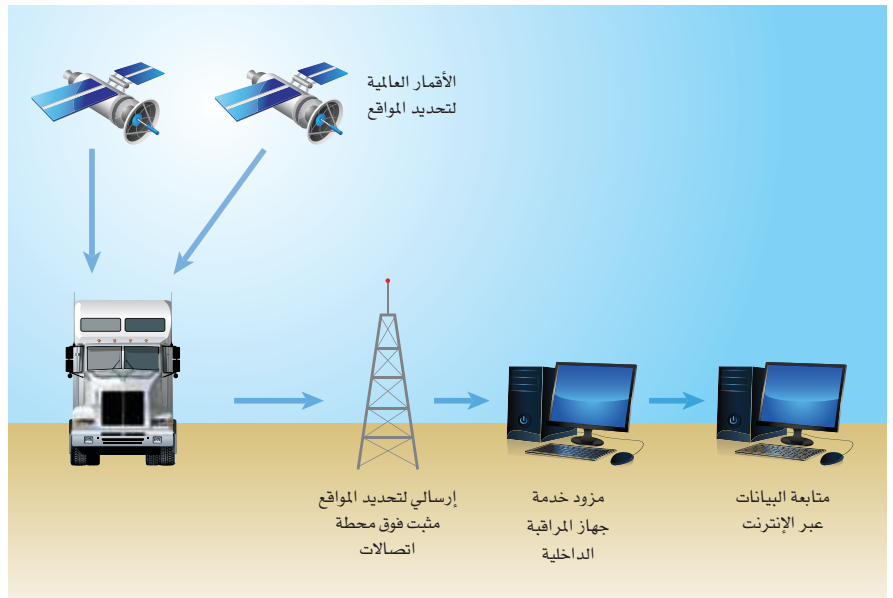 الأقمار العالمية
لتحديد المواقع
إرسالي لتحديد المواقع
مثبت فوق محطة
اتصالات
مزود خدمة
جهاز المراقبة
الداخلية
متابعة البيانات
عبر الإنترنت